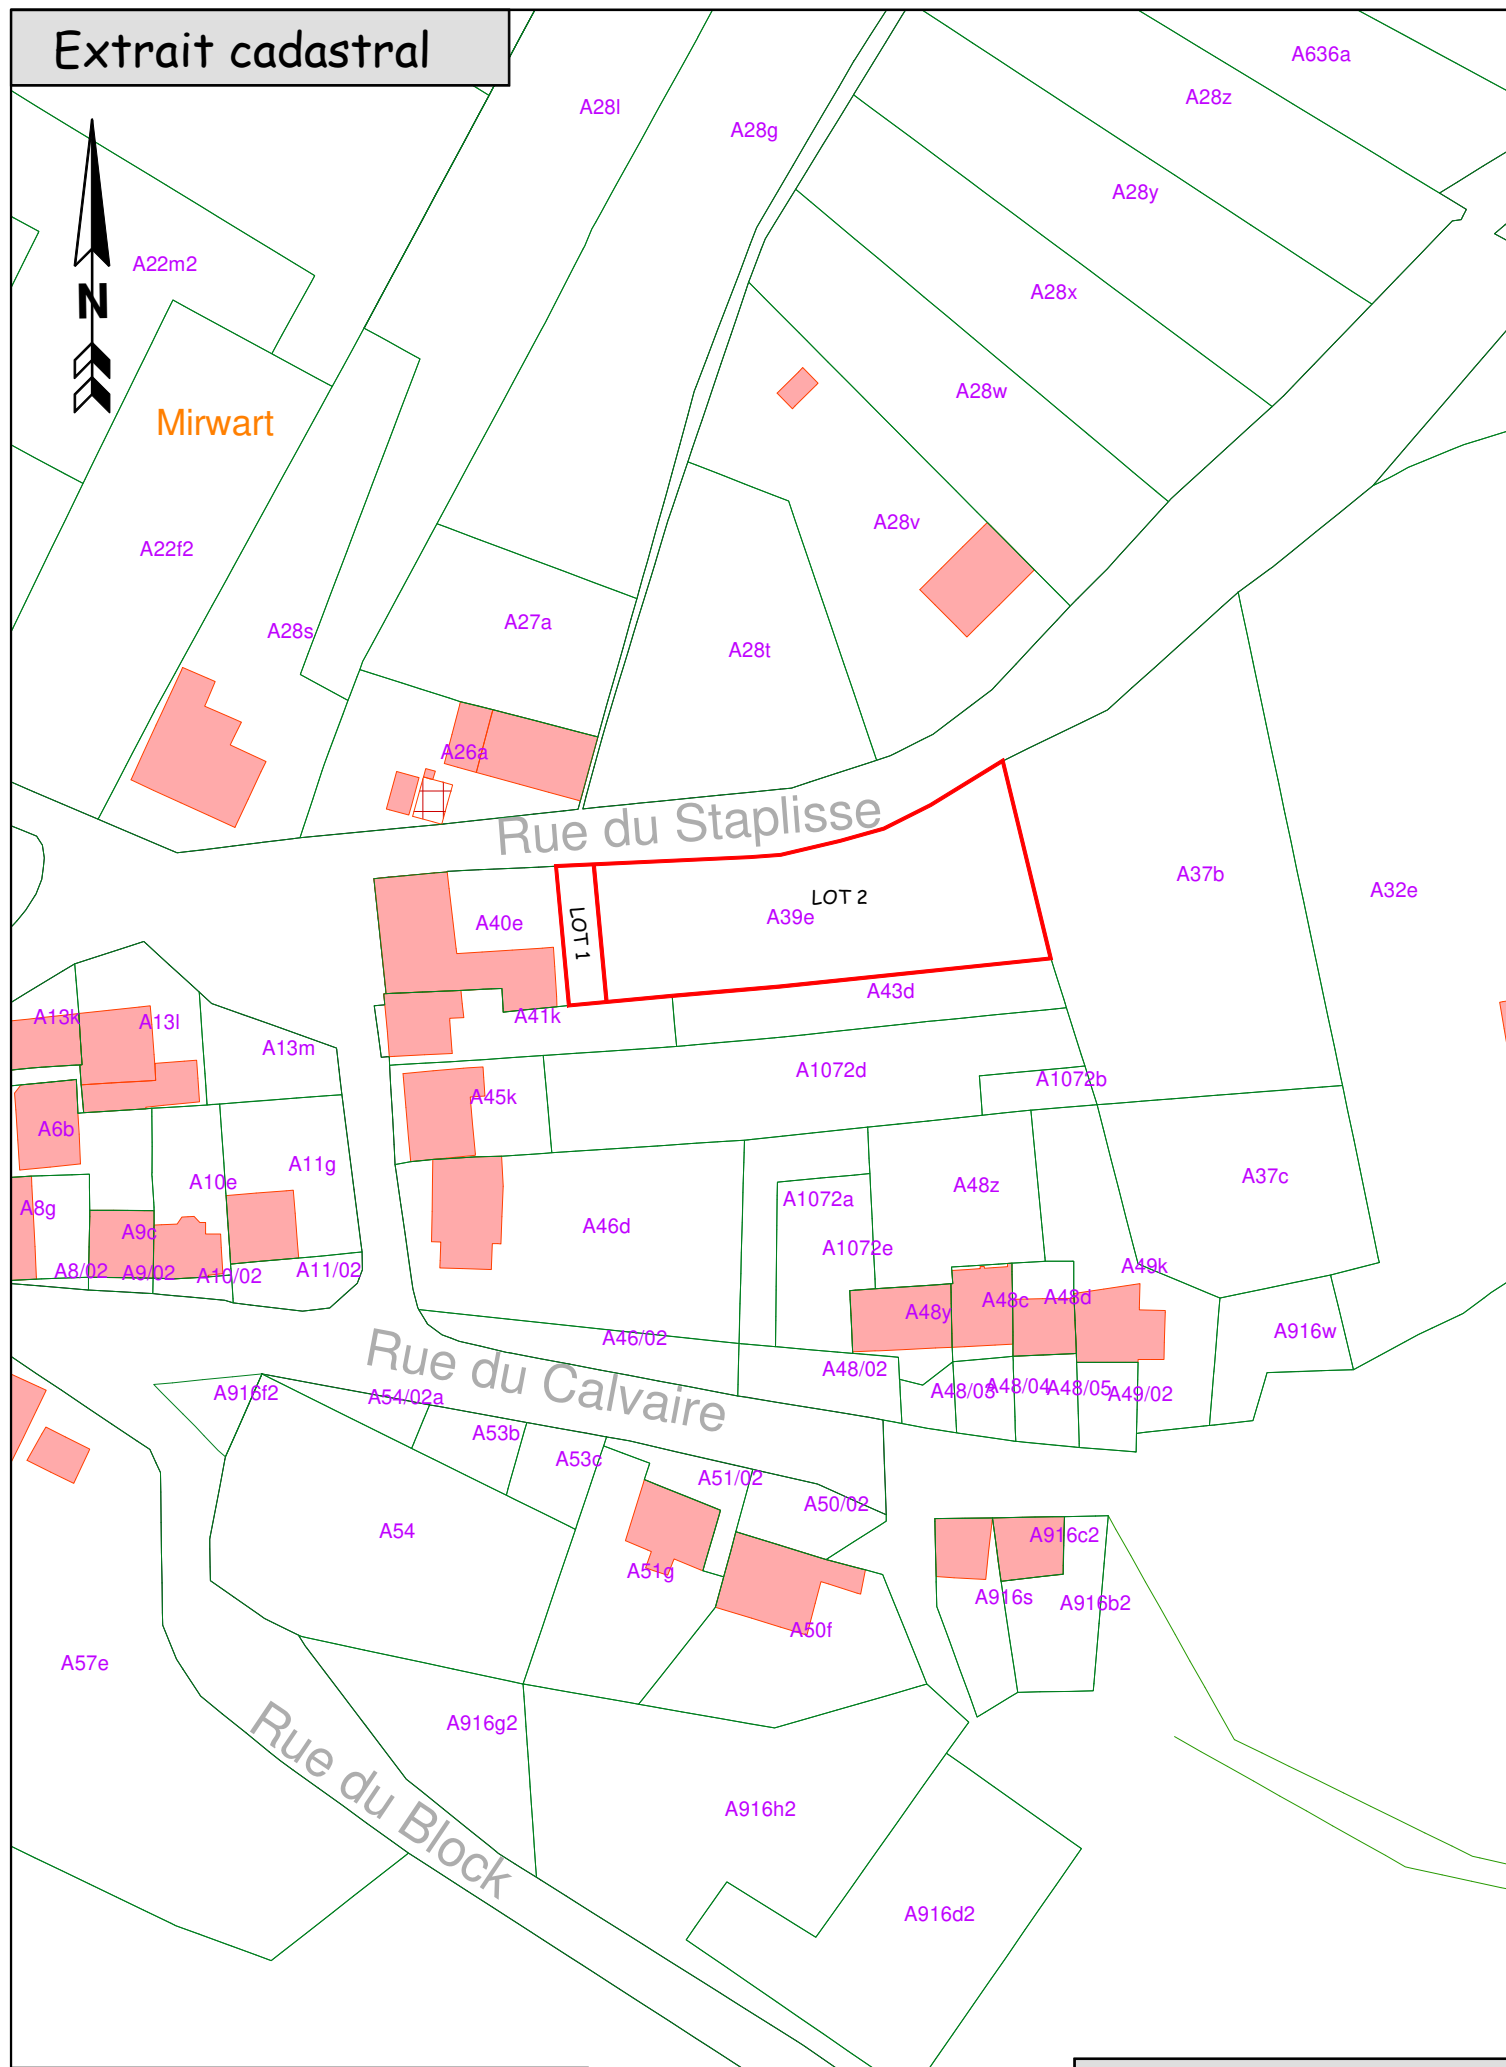 Extrait cadastral
A636a
A28z
A28l
A28g
A28y
A22m2
A28x
N
A28w
Mirwart
A28v
A22f2
A27a
A28s
A28t
A26a
Rue du Staplisse
A37b
A32e
LOT 2
A39e
A40e
LOT 1
A43d
A41k
A13k
A13l
A13m
A1072d
A1072b
A45k
A6b
A11g
A10e
A37c
A48z
A1072a
A8g
A46d
A9c
A1072e
A49k
A8/02
A9/02
A10/02
A11/02
A48c
A48d
A48y
A916w
A46/02
Rue du Calvaire
A48/02
A48/03
A48/04
A48/05
A49/02
A916f2
A54/02a
A53b
A53c
A51/02
A50/02
A54
A916c2
A51g
A916s
A916b2
A50f
A57e
Rue du Block
A916g2
A916h2
A916d2